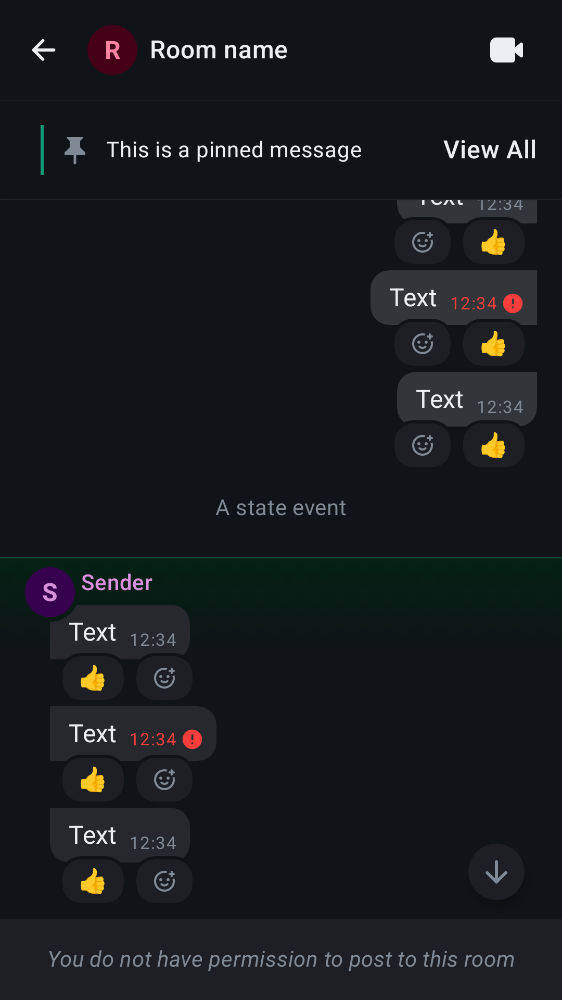 R Room name
This is a pinned message View All
Text 12:34
Text 12:34
Text 12:34
A state event
S Sender
Text 12:34
Text 12:34
Text 12:34
You do not have permission to post to this room